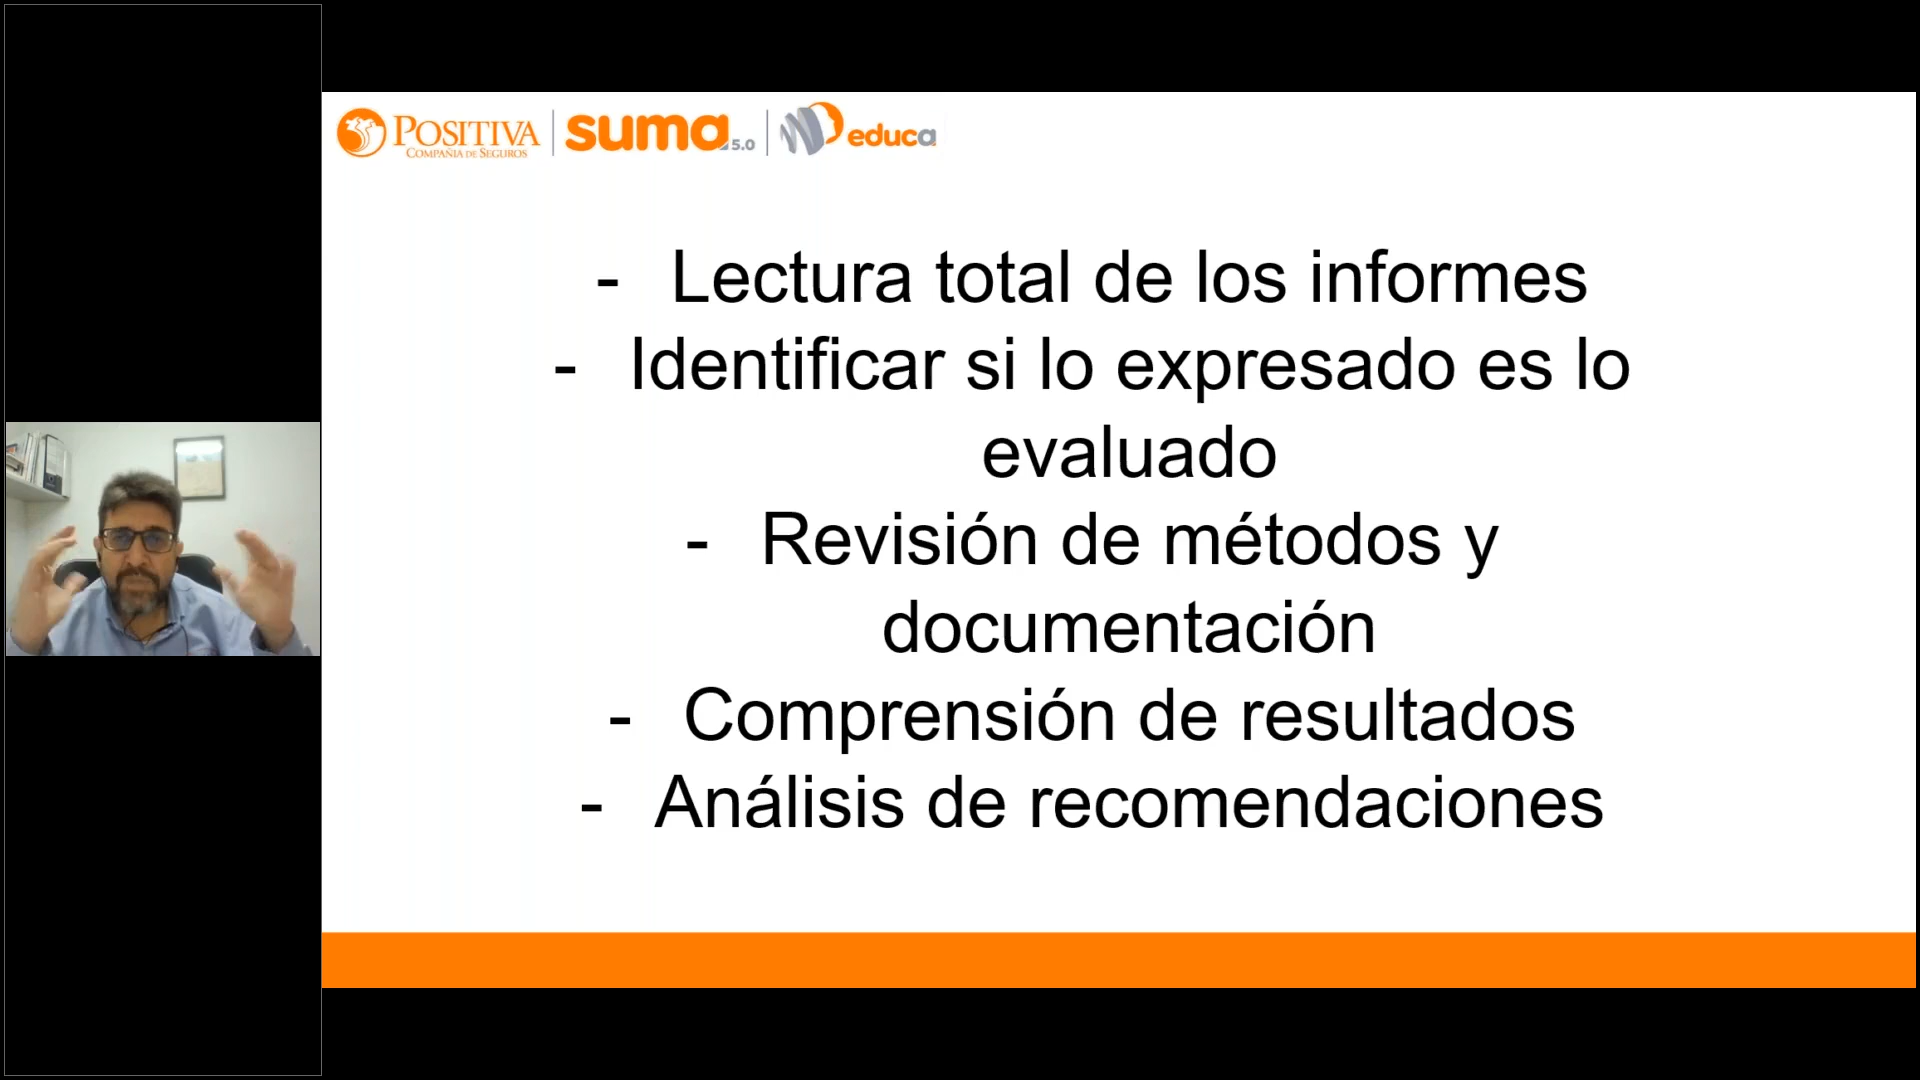 POSITIVA
COMPAÑIA DE SEGUROS
suma 5.0
educa
- Lectura total de los informes
- Identificar si lo expresado es lo
evaluado
- Revisión de métodos y
documentación
- Comprensión de resultados
- Análisis de recomendaciones